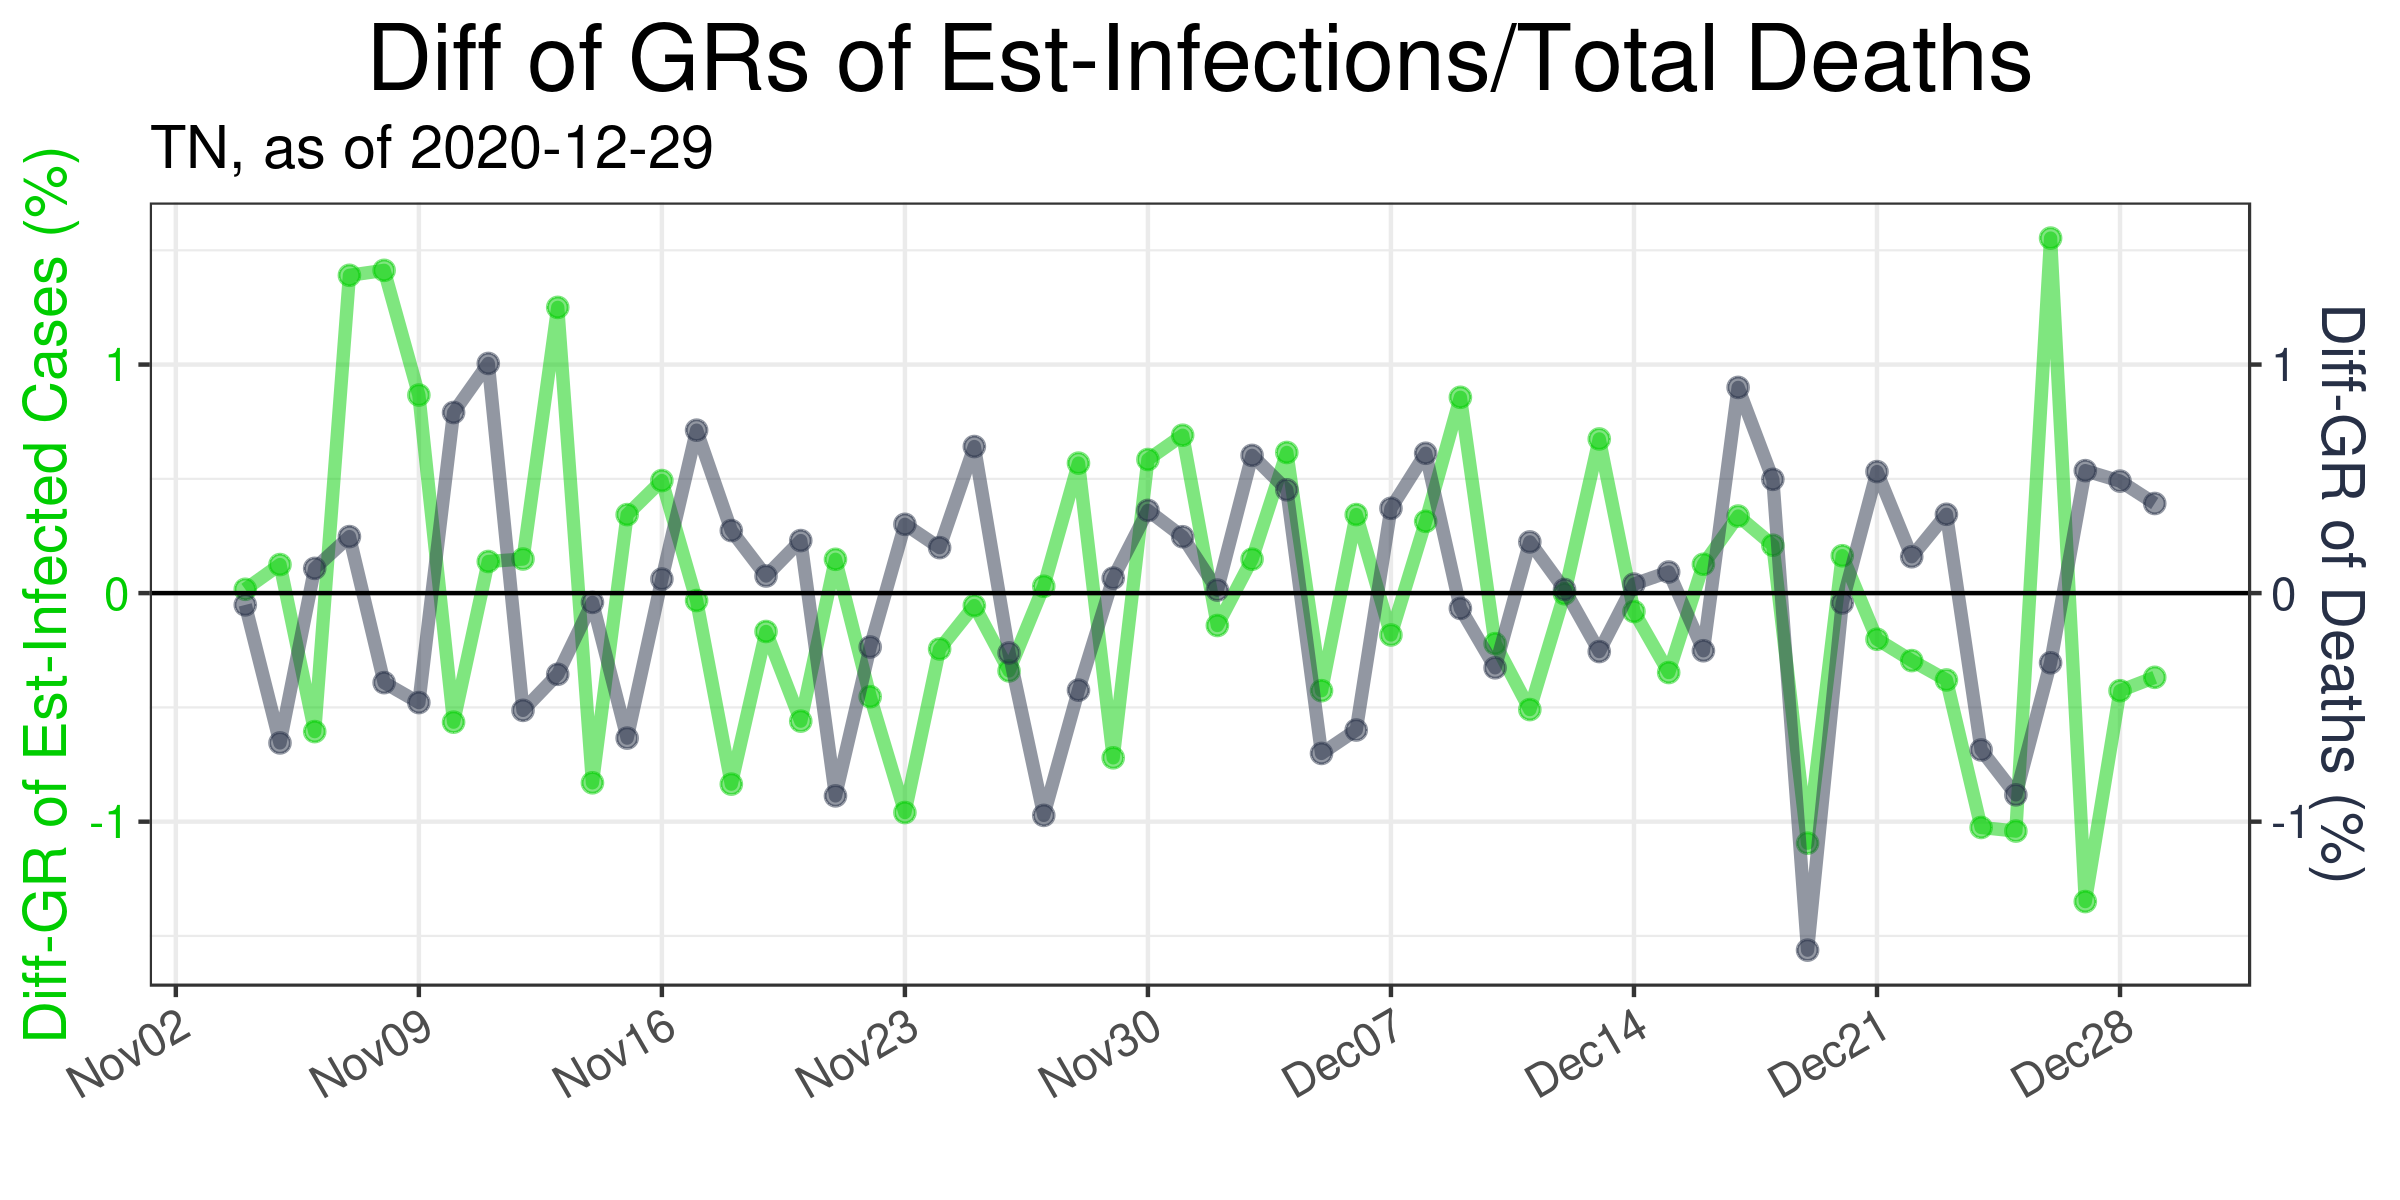 Diff of GRs of Est-Infections/Total Deaths
TN, as of 2020-12-29
Diff-GR of Est-Infected Cases (%)
1
0
-1
1
0
-1
Diff-GR of Deaths (%)
Nov02
Nov09
Nov16
Nov23
Nov30
Dec07
Dec14
Dec21
Dec28